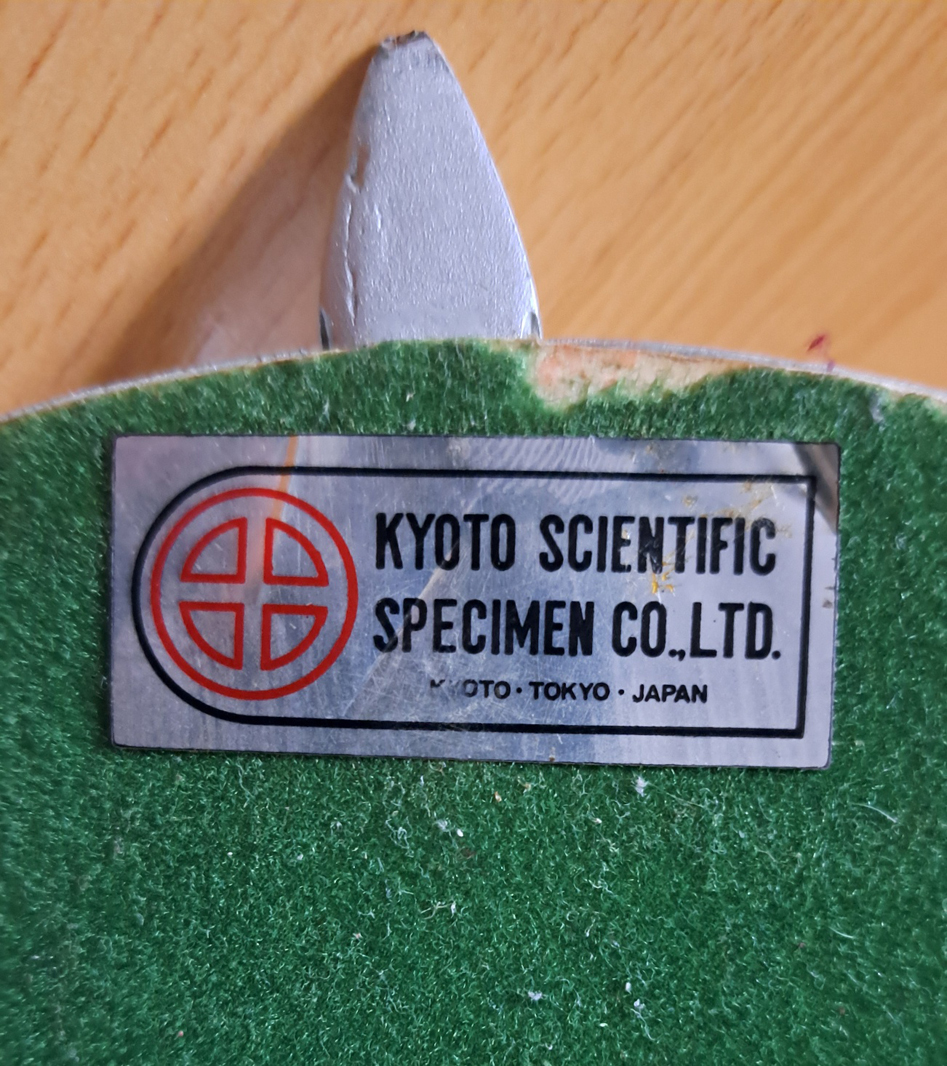 KYOTO SCIENTIFIC
SPECIMEN CO.,LTD.
KYOTO · TOKYO · JAPAN